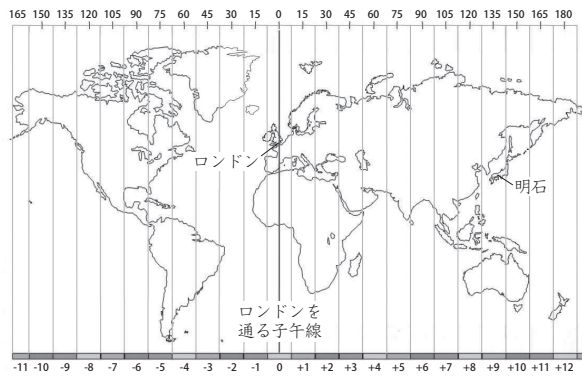 165 150 135 120 105 90 75 60 45 30 15 0 15 30 45 60 75 90 105 120 135 150 165 180
ロンドン
明石
ロンドンを
通る子午線
-11 -10 -9 -8 -7 -6 -5 -4 -3 -2 -1 0 +1 +2 +3 +4 +5 +6 +7 +8 +9 +10 +11 +12